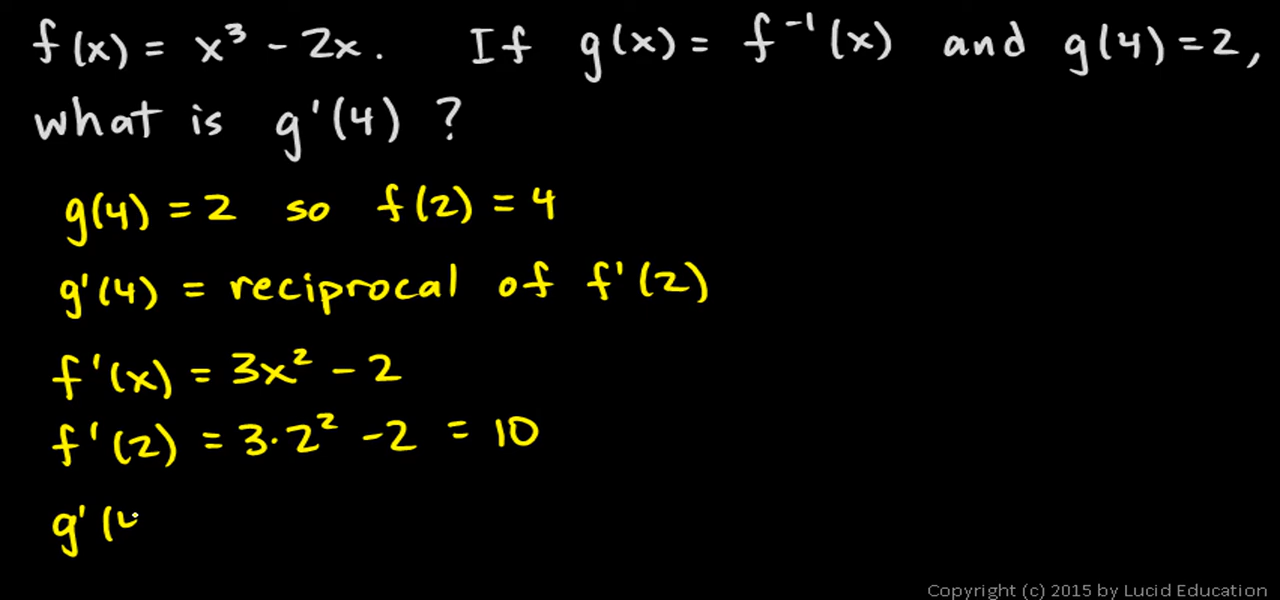 f(x) = x³ - 2x. If g(x) = f⁻¹(x) and g(4) = 2,
what is g'(4) ?
g(4) = 2 so f(2) = 4
g'(4) = reciprocal of f'(2)
f'(x) = 3x² - 2
f'(2) = 3·2² - 2 = 10
g'(4
Copyright (c) 2015 by Lucid Education